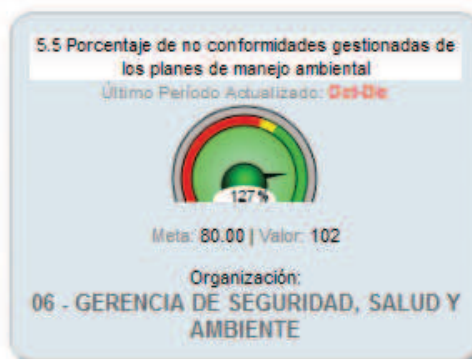 5.5 Porcentaje de no conformidades gestionadas de
los planes de manejo ambiental
Último Período Actualizado: Oct-Dic
127%
Meta: 80.00 | Valor: 102
Organización:
06 - GERENCIA DE SEGURIDAD, SALUD Y
AMBIENTE